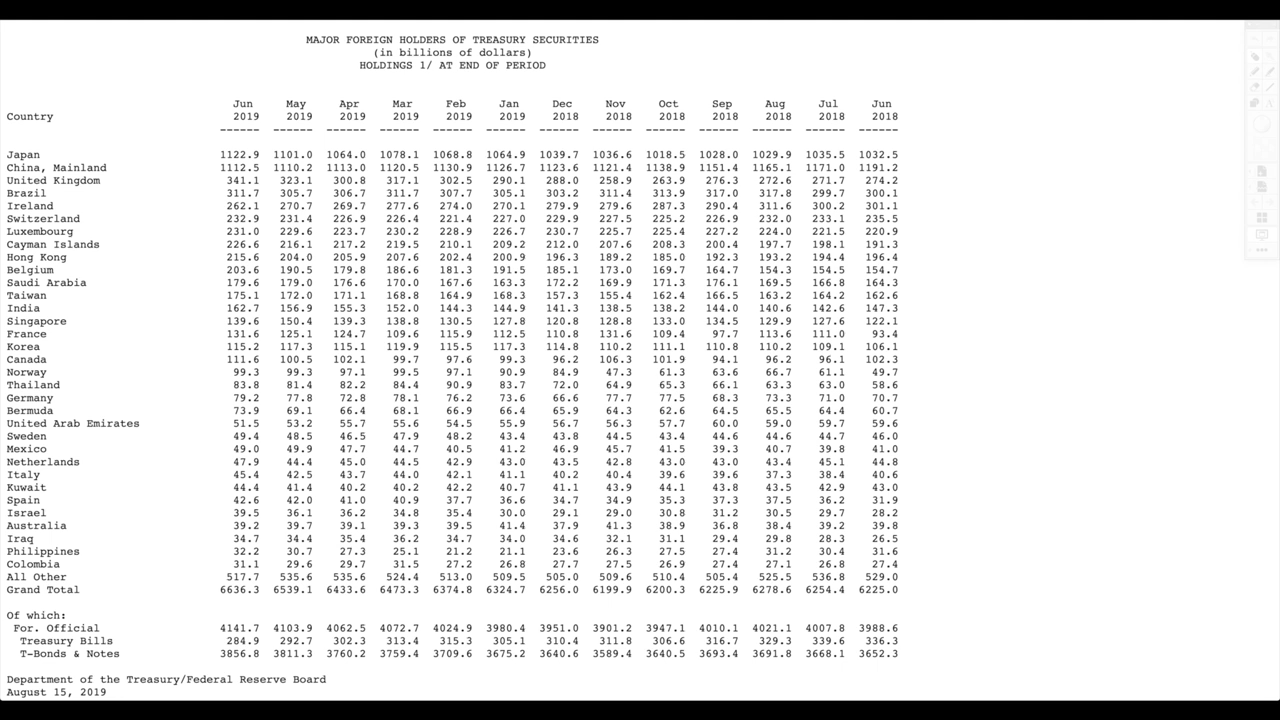 MAJOR FOREIGN HOLDERS OF TREASURY SECURITIES
(in billions of dollars)
HOLDINGS 1/ AT END OF PERIOD
Jun May Apr Mar Feb Jan Dec Nov Oct Sep Aug Jul Jun
Country 2019 2019 2019 2019 2019 2019 2018 2018 2018 2018 2018 2018 2018
------ ------ ------ ------ ------ ------ ------ ------ ------ ------ ------ ------ ------
Japan 1122.9 1101.0 1064.0 1078.1 1068.8 1064.9 1039.7 1036.6 1018.5 1028.0 1029.9 1035.5 1032.5
China, Mainland 1112.5 1110.2 1113.0 1120.5 1130.9 1126.7 1123.6 1121.4 1138.9 1151.4 1165.1 1171.0 1191.2
United Kingdom 341.1 323.1 300.8 317.1 302.5 290.1 288.0 258.9 263.9 276.3 272.6 271.7 274.2
Brazil 311.7 305.7 306.7 311.7 307.7 305.1 303.2 311.4 313.9 317.0 317.8 299.7 300.1
Ireland 262.1 270.7 269.7 277.6 274.0 270.1 279.9 279.6 287.3 290.4 311.6 300.2 301.1
Switzerland 232.9 231.4 226.9 226.4 221.4 227.0 229.9 227.5 225.2 226.9 232.0 233.1 235.5
Luxembourg 231.0 229.6 223.7 230.2 228.9 226.7 230.7 225.7 225.4 227.2 224.0 221.5 220.9
Cayman Islands 226.6 216.1 217.2 219.5 210.1 209.2 212.0 207.6 208.3 200.4 197.7 198.1 191.3
Hong Kong 215.6 204.0 205.9 207.6 202.4 200.9 196.3 189.2 185.0 192.3 193.2 194.4 196.4
Belgium 203.6 190.5 179.8 186.6 181.3 191.5 185.1 173.0 169.7 164.7 154.3 154.5 154.7
Saudi Arabia 179.6 179.0 176.6 170.0 167.6 163.3 172.2 169.9 171.3 176.1 169.5 166.8 164.3
Taiwan 175.1 172.0 171.1 168.8 164.9 168.3 157.3 155.4 162.4 166.5 163.2 164.2 162.6
India 162.7 156.9 155.3 152.0 144.3 144.9 141.3 138.5 138.2 144.0 140.6 142.6 147.3
Singapore 139.6 150.4 139.3 138.8 130.5 127.8 120.8 128.8 133.0 134.5 129.9 127.6 122.1
France 131.6 125.1 124.7 109.6 115.9 112.5 110.8 131.6 109.4 97.7 113.6 111.0 93.4
Korea 115.2 117.3 115.1 119.9 115.5 117.3 114.8 110.2 111.1 110.8 110.2 109.1 106.1
Canada 111.6 100.5 102.1 99.7 97.6 99.3 96.2 106.3 101.9 94.1 96.2 96.1 102.3
Norway 99.3 99.3 97.1 99.5 97.1 90.9 84.9 47.3 61.3 63.6 66.7 61.1 49.7
Thailand 83.8 81.4 82.2 84.4 90.9 83.7 72.0 64.9 65.3 66.1 63.3 63.0 58.6
Germany 79.2 77.8 72.8 78.1 76.2 73.6 66.6 77.7 77.5 68.3 73.3 71.0 70.7
Bermuda 73.9 69.1 66.4 68.1 66.9 66.4 65.9 64.3 62.6 64.5 65.5 64.4 60.7
United Arab Emirates 51.5 53.2 55.7 55.6 54.5 55.9 56.7 56.3 57.7 60.0 59.0 59.7 59.6
Sweden 49.4 48.5 46.5 47.9 48.2 43.4 43.8 44.5 43.4 44.6 44.6 44.7 46.0
Mexico 49.0 49.9 47.7 44.7 40.5 41.2 46.9 45.7 41.5 39.3 40.7 39.8 41.0
Netherlands 47.9 44.4 45.0 44.5 42.9 43.0 43.5 42.8 43.0 43.0 43.4 45.1 44.8
Italy 45.4 42.5 43.7 44.0 42.1 41.1 40.2 40.4 39.6 39.6 37.3 38.4 40.6
Kuwait 44.4 41.4 40.2 40.2 42.2 40.7 41.1 43.9 44.1 43.8 43.5 42.9 43.0
Spain 42.6 42.0 41.0 40.9 37.7 36.6 34.7 34.9 35.3 37.3 37.5 36.2 31.9
Israel 39.5 36.1 36.2 34.8 35.4 30.0 29.1 29.0 30.8 31.2 30.5 29.7 28.2
Australia 39.2 39.7 39.1 39.3 39.5 41.4 37.9 41.3 38.9 36.8 38.4 39.2 39.8
Iraq 34.7 34.4 35.4 36.2 34.7 34.0 34.6 32.1 31.1 29.4 29.8 28.3 26.5
Philippines 32.2 30.7 27.3 25.1 21.2 21.1 23.6 26.3 27.5 27.4 31.2 30.4 31.6
Colombia 31.1 29.6 29.7 31.5 27.2 26.8 27.7 27.5 26.9 27.4 27.1 26.8 27.4
All Other 517.7 535.6 535.6 524.4 513.0 509.5 505.0 509.6 510.4 505.4 525.5 536.8 529.0
Grand Total 6636.3 6539.1 6433.6 6473.3 6374.8 6324.7 6256.0 6199.9 6200.3 6225.9 6278.6 6254.4 6225.0
Of which:
For. Official 4141.7 4103.9 4062.5 4072.7 4024.9 3980.4 3951.0 3901.2 3947.1 4010.1 4021.1 4007.8 3988.6
Treasury Bills 284.9 292.7 302.3 313.4 315.3 305.1 310.4 311.8 306.6 316.7 329.3 339.6 336.3
T-Bonds & Notes 3856.8 3811.3 3760.2 3759.4 3709.6 3675.2 3640.6 3589.4 3640.5 3693.4 3691.8 3668.1 3652.3
Department of the Treasury/Federal Reserve Board
August 15, 2019